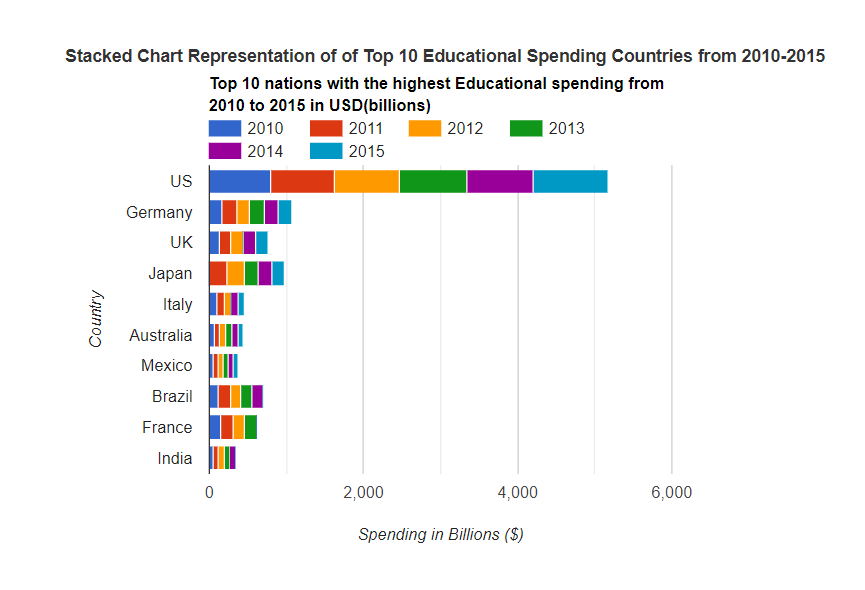 Stacked Chart Representation of of Top 10 Educational Spending Countries from 2010-2015
Top 10 nations with the highest Educational spending from
2010 to 2015 in USD(billions)
2010 2011 2012 2013
2014 2015
US
Germany
UK
Japan
Italy
Australia
Mexico
Brazil
France
India
Country
0 2,000 4,000 6,000
Spending in Billions ($)